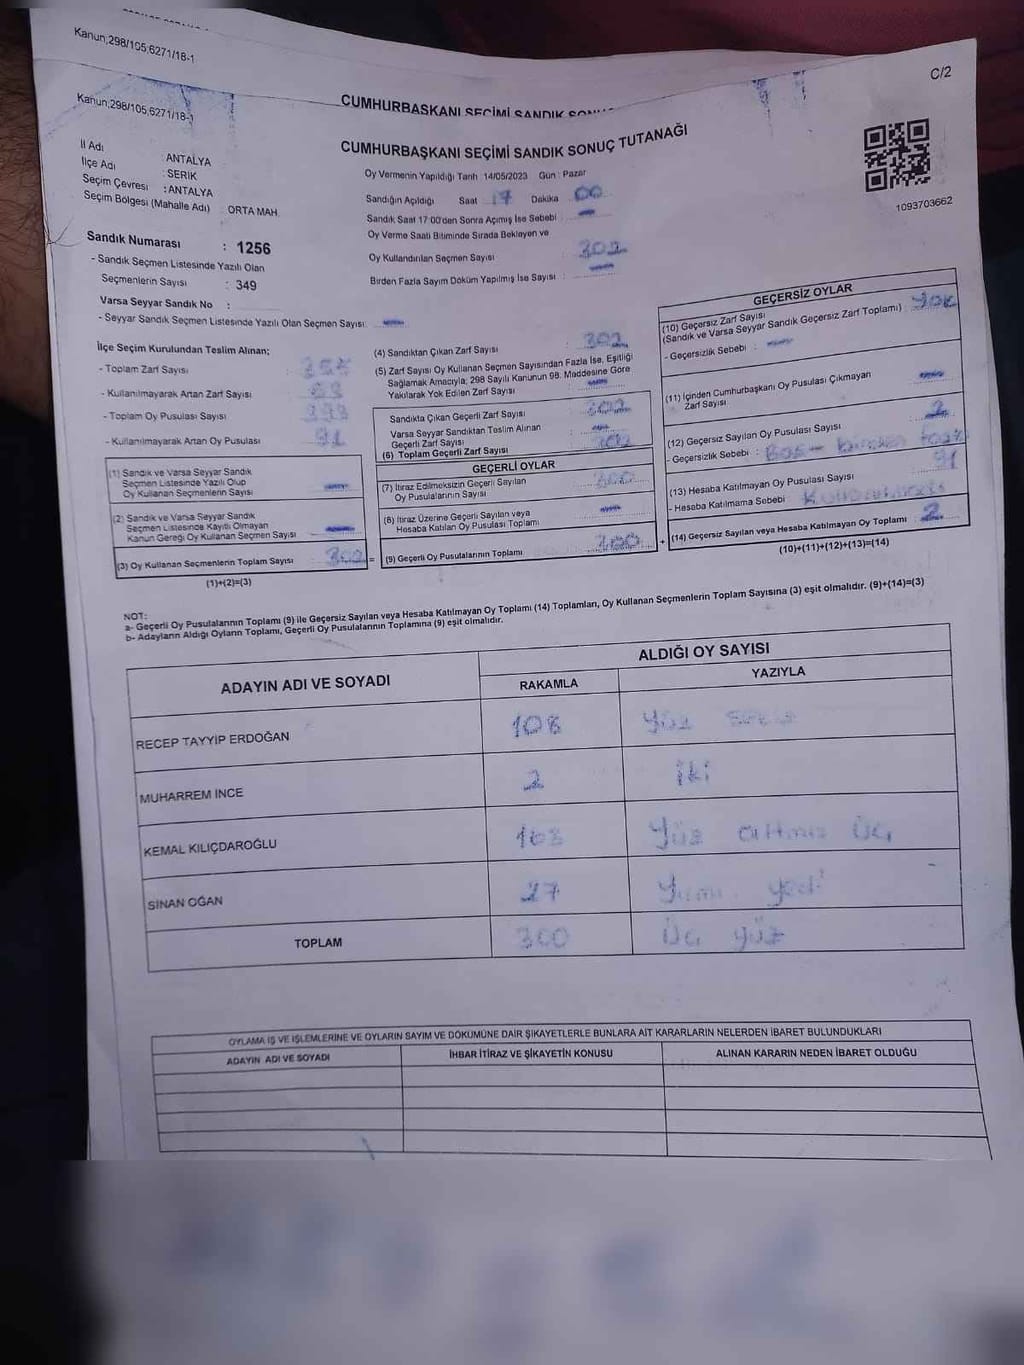 Kanun;298/105;6271/18-1
C/2
CUMHURBAŞKANI SEÇİMİ SANDIK
Kanun;298/105;6271/18-1
CUMHURBAŞKANI SEÇİMİ SANDIK SONUÇ TUTANAĞI
İl Adı : ANTALYA
İlçe Adı : SERİK
Seçim Çevresi : ANTALYA
Seçim Bölgesi (Mahalle Adı) : ORTA MAH.
Oy Vermenin Yapıldığı Tarih 14/05/2023 Gün : Pazar
Sandığın Açıldığı Saat 17 Dakika 00
Sandık Saat 17:00'den Sonra Açımış İse Sebebi : —
Oy Verme Saati Bitiminde Sırada Bekleyen ve
Oy Kullandırılan Seçmen Sayısı 302
Birden Fazla Sayım Döküm Yapılmış İse Sayısı : —
1093703662
Sandık Numarası : 1256
- Sandık Seçmen Listesinde Yazılı Olan
Seçmenlerin Sayısı : 349
Varsa Seyyar Sandık No :
- Seyyar Sandık Seçmen Listesinde Yazılı Olan Seçmen Sayısı: —
İlçe Seçim Kurulundan Teslim Alınan;
- Toplam Zarf Sayısı :
- Kullanılmayarak Artan Zarf Sayısı :
- Toplam Oy Pusulası Sayısı :
- Kullanılmayarak Artan Oy Pusulası : 91
(1) Sandık ve Varsa Seyyar Sandık
Seçmen Listesinde Yazılı Olup
Oy Kullanan Seçmenlerin Sayısı —
(2) Sandık ve Varsa Seyyar Sandık
Seçmen Listesinde Kayıtlı Olmayan
Kanun Gereği Oy Kullanan Seçmen Sayısı —
(3) Oy Kullanan Seçmenlerin Toplam Sayısı 302 =
(1)+(2)=(3)
(4) Sandıktan Çıkan Zarf Sayısı : 302
(5) Zarf Sayısı Oy Kullanan Seçmen Sayısından Fazla İse, Eşitliği
Sağlamak Amacıyla, 298 Sayılı Kanunun 98. Maddesine Göre
Yakılarak Yok Edilen Zarf Sayısı —
Sandıkta Çıkan Geçerli Zarf Sayısı : 302
Varsa Seyyar Sandıktan Teslim Alınan
Geçerli Zarf Sayısı : —
(6) Toplam Geçerli Zarf Sayısı 302
GEÇERLİ OYLAR
(7) İtiraz Edilmeksizin Geçerli Sayılan
Oy Pusulalarının Sayısı 300
(8) İtiraz Üzerine Geçerli Sayılan veya
Hesaba Katılan Oy Pusulası Toplamı —
(9) Geçerli Oy Pusulalarının Toplamı 300 +
GEÇERSİZ OYLAR
(10) Geçersiz Zarf Sayısı
(Sandık ve Varsa Seyyar Sandık Geçersiz Zarf Toplamı) : Yok
- Geçersizlik Sebebi : —
(11) İçinden Cumhurbaşkanı Oy Pusulası Çıkmayan
Zarf Sayısı —
(12) Geçersiz Sayılan Oy Pusulası Sayısı 2
- Geçersizlik Sebebi : Boş - birden
(13) Hesaba Katılmayan Oy Pusulası Sayısı 91
- Hesaba Katılmama Sebebi
(14) Geçersiz Sayılan veya Hesaba Katılmayan Oy Toplamı : 2
(10)+(11)+(12)+(13)=(14)
NOT:
a- Geçerli Oy Pusulalarının Toplamı (9) ile Geçersiz Sayılan veya Hesaba Katılmayan Oy Toplamı (14) Toplamları, Oy Kullanan Seçmenlerin Toplam Sayısına (3) eşit olmalıdır. (9)+(14)=(3)
b- Adayların Aldığı Oyların Toplamı, Geçerli Oy Pusulalarının Toplamına (9) eşit olmalıdır.
ADAYIN ADI VE SOYADI ALDIĞI OY SAYISI
RAKAMLA YAZIYLA
RECEP TAYYİP ERDOĞAN 108 yüz sekiz
MUHARREM İNCE 2 iki
KEMAL KILIÇDAROĞLU 163 Yüz altmış üç
SİNAN OĞAN 27 Yirmi yedi
TOPLAM 300 üç yüz
OYLAMA İŞ VE İŞLEMLERİNE VE OYLARIN SAYIM VE DÖKÜMÜNE DAİR ŞİKAYETLERLE BUNLARA AİT KARARLARIN NELERDEN İBARET BULUNDUKLARI
ADAYIN ADI VE SOYADI İHBAR İTİRAZ VE ŞİKAYETİN KONUSU ALINAN KARARIN NEDEN İBARET OLDUĞU